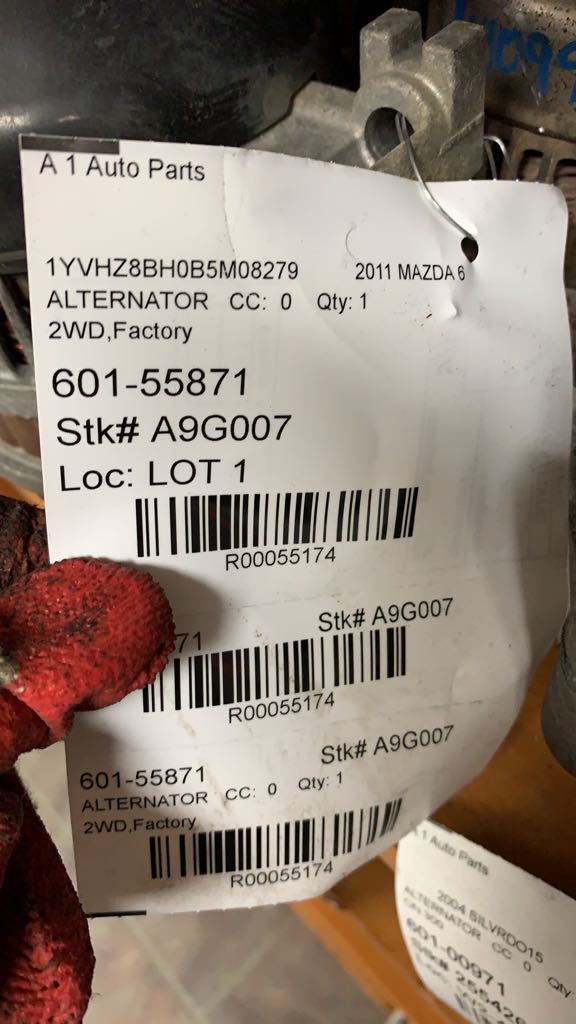 A 1 Auto Parts
1YVHZ8BH0B5M08279 2011 MAZDA 6
ALTERNATOR CC: 0 Qty: 1
2WD,Factory
601-55871
Stk# A9G007
Loc: LOT 1
R00055174
71 Stk# A9G007
R00055174
601-55871 Stk# A9G007
ALTERNATOR CC: 0 Qty: 1
2WD,Factory
R00055174
A 1 Auto Parts
2004 SILVRDO15
ALTERNATOR CC 0 Qty:
601-00971